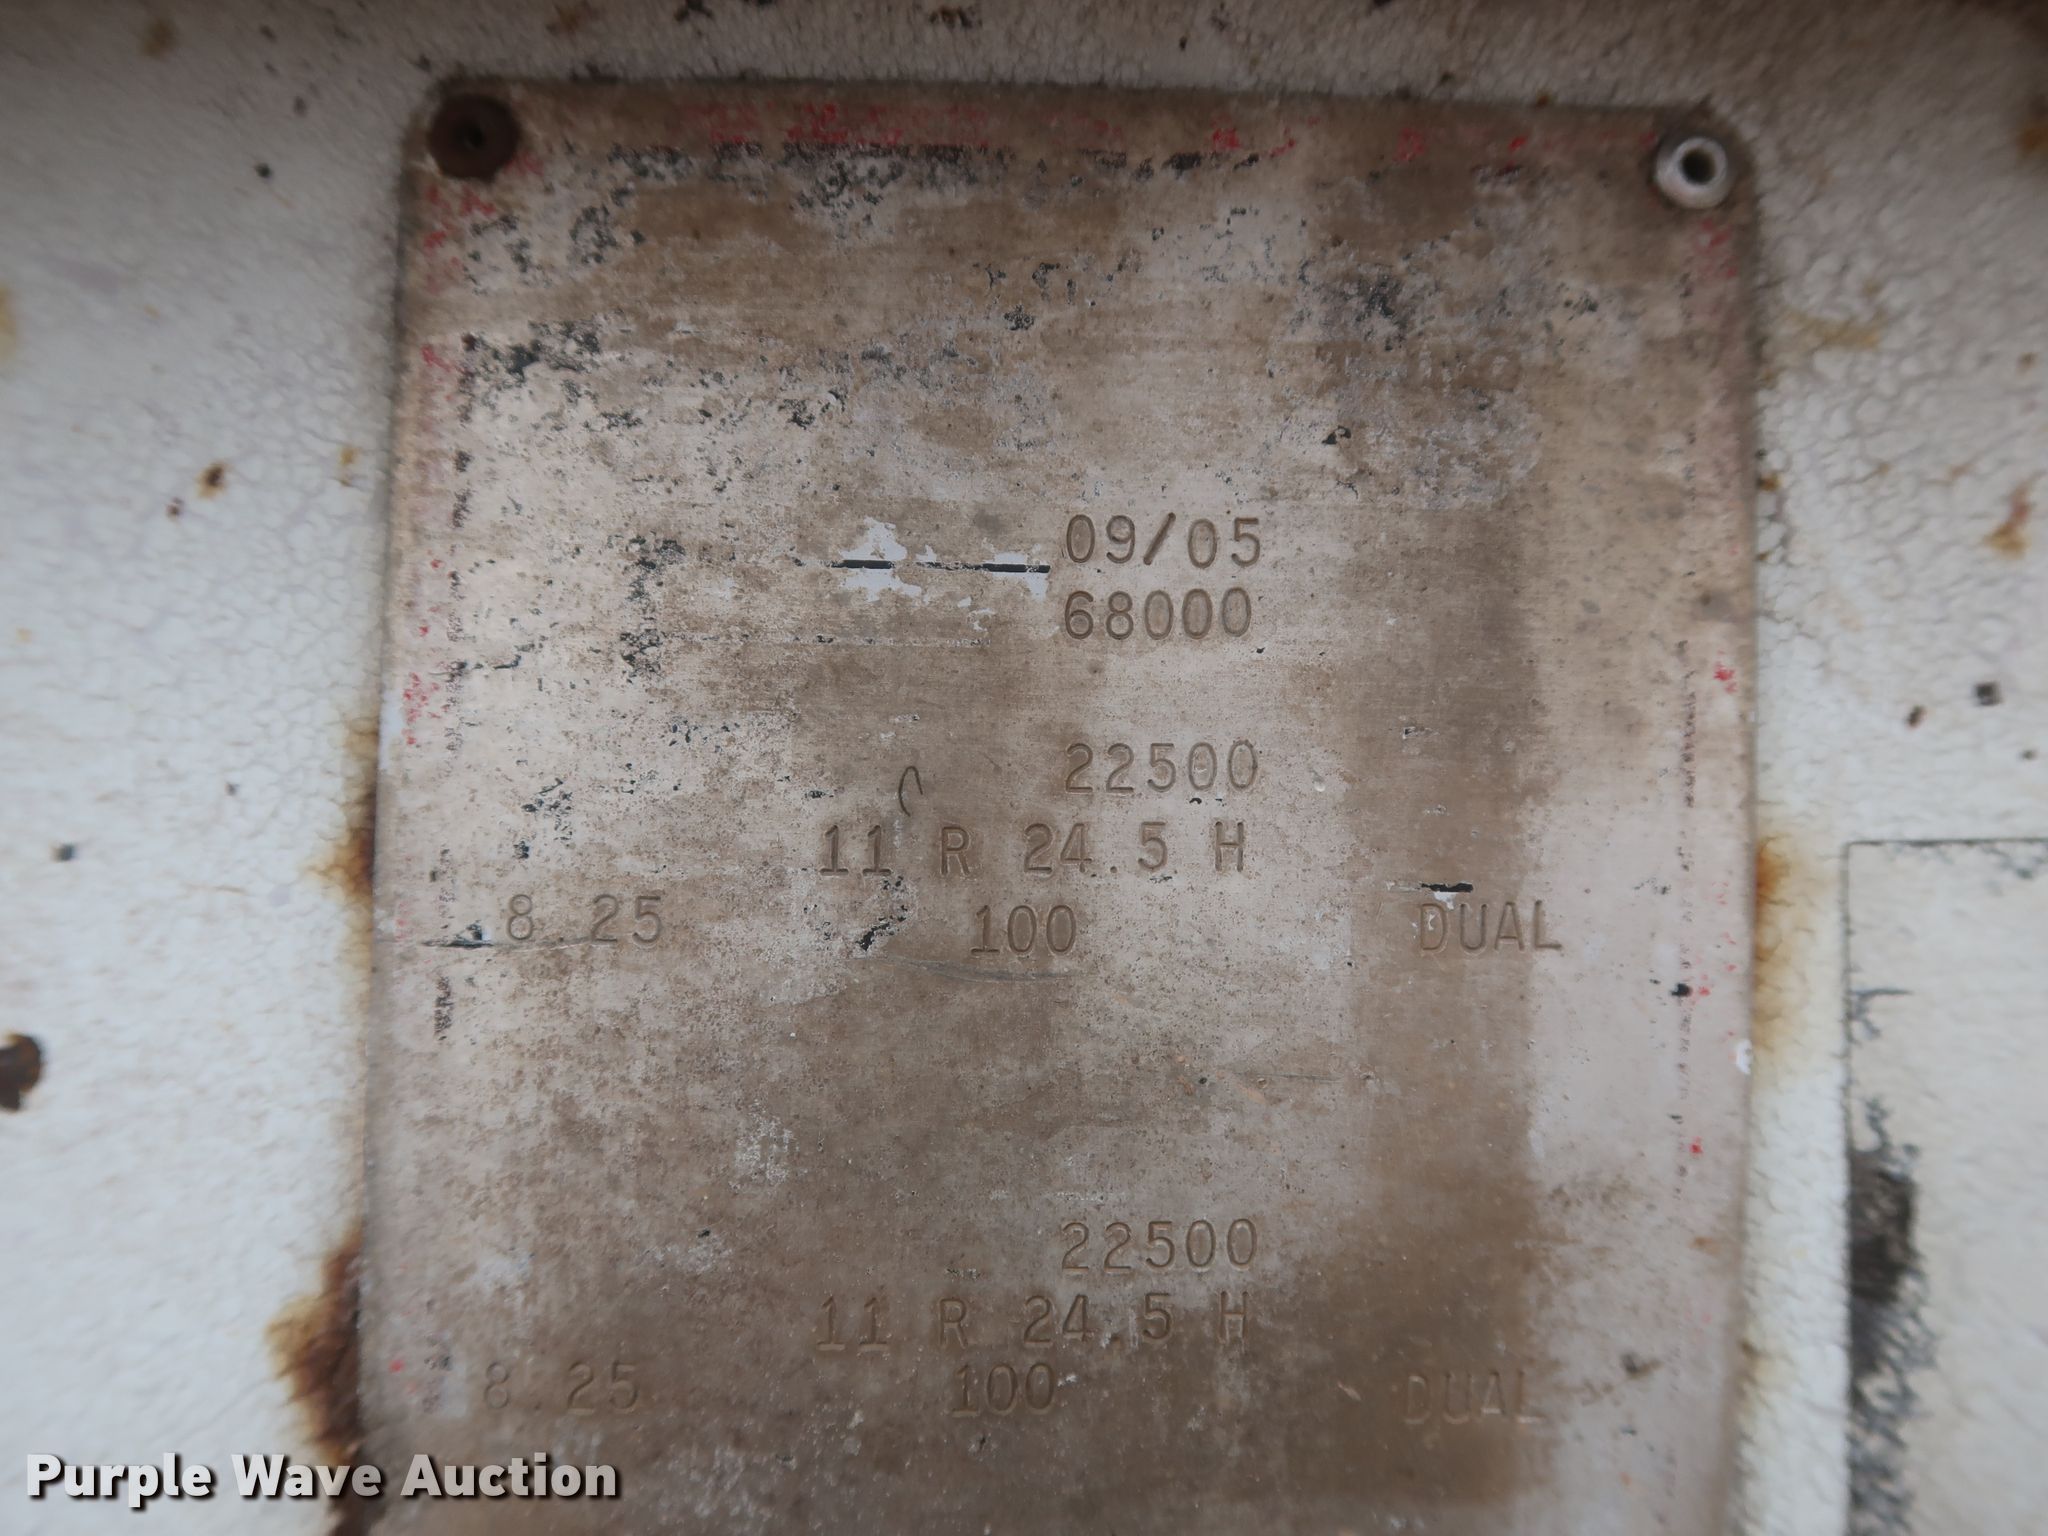 09/05
68000
22500
11 R 24.5 H
8.25 100 DUAL
22500
11 R 24.5 H
8.25 100 DUAL
Purple Wave Auction